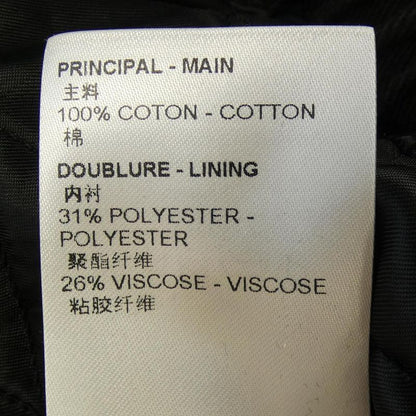 PRINCIPAL - MAIN
主料
100% COTON - COTTON
棉
DOUBLURE - LINING
内衬
31% POLYESTER -
POLYESTER
聚酯纤维
26% VISCOSE - VISCOSE
粘胶纤维